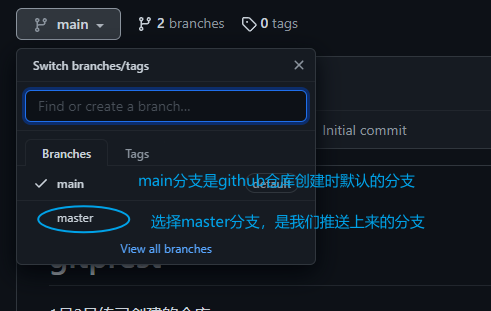 main
2 branches
0 tags
Switch branches/tags
Find or create a branch...
Initial commit
Branches
Tags
main
default
main分支是github仓库创建时默认的分支
master
选择master分支，是我们推送上来的分支
View all branches